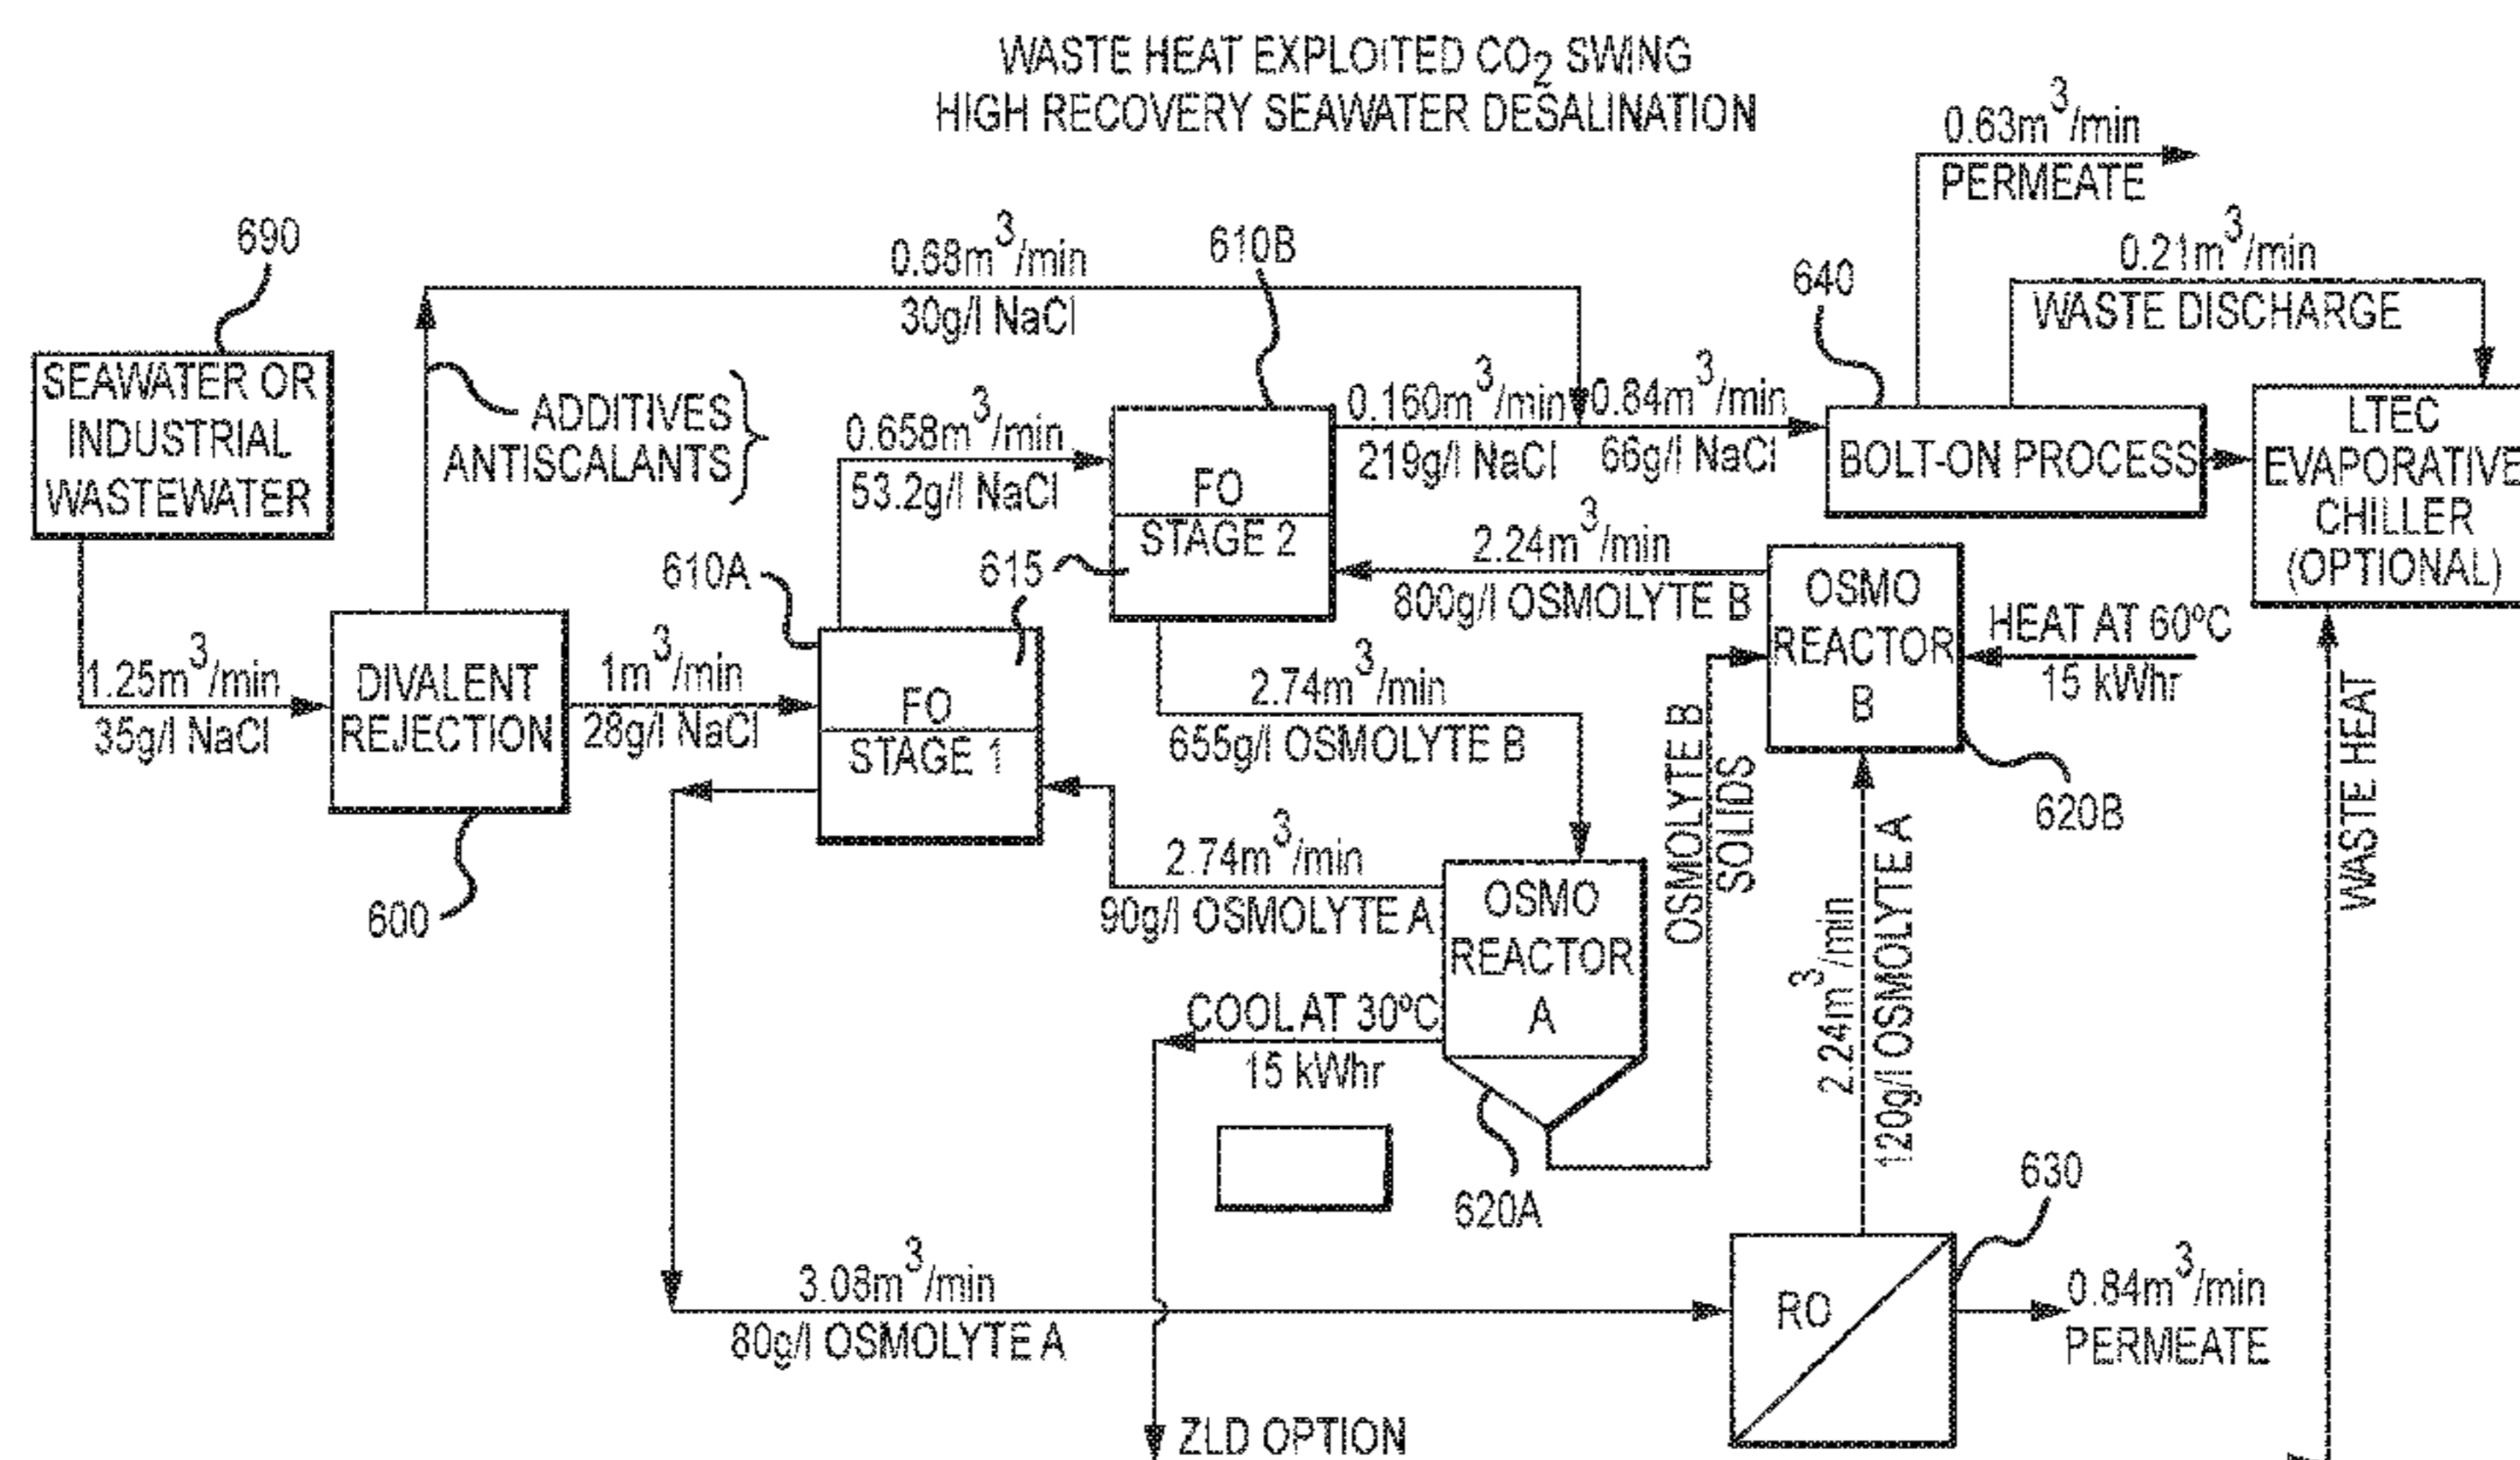 WASTE HEAT EXPLOITED CO2 SWING
HIGH RECOVERY SEAWATER DESALINATION
0.63m3/min
PERMEATE
690
0.68m3/min
30g/l NaCl
610B
640
0.21m3/min
WASTE DISCHARGE
SEAWATER OR
INDUSTRIAL
WASTEWATER
ADDITIVES
ANTISCALANTS
0.658m3/min
53.2g/l NaCl
FO
STAGE 2
0.160m3/min
219g/l NaCl
0.84m3/min
66g/l NaCl
BOLT-ON PROCESS
LTEC
EVAPORATIVE
CHILLER
(OPTIONAL)
610A
615
2.24m3/min
800g/l OSMOLYTE B
OSMO
REACTOR
B
HEAT AT 60ºC
15 kWhr
1.25m3/min
35g/l NaCl
DIVALENT
REJECTION
1m3/min
28g/l NaCl
FO
STAGE 1
2.74m3/min
655g/l OSMOLYTE B
OSMOLYTE B
SOLIDS
620B
WASTE HEAT
600
2.74m3/min
90g/l OSMOLYTE A
OSMO
REACTOR
A
COOL AT 30ºC
15 kWhr
620A
2.24m3/min
120g/l OSMOLYTE A
630
3.08m3/min
80g/l OSMOLYTE A
RO
0.84m3/min
PERMEATE
ZLD OPTION